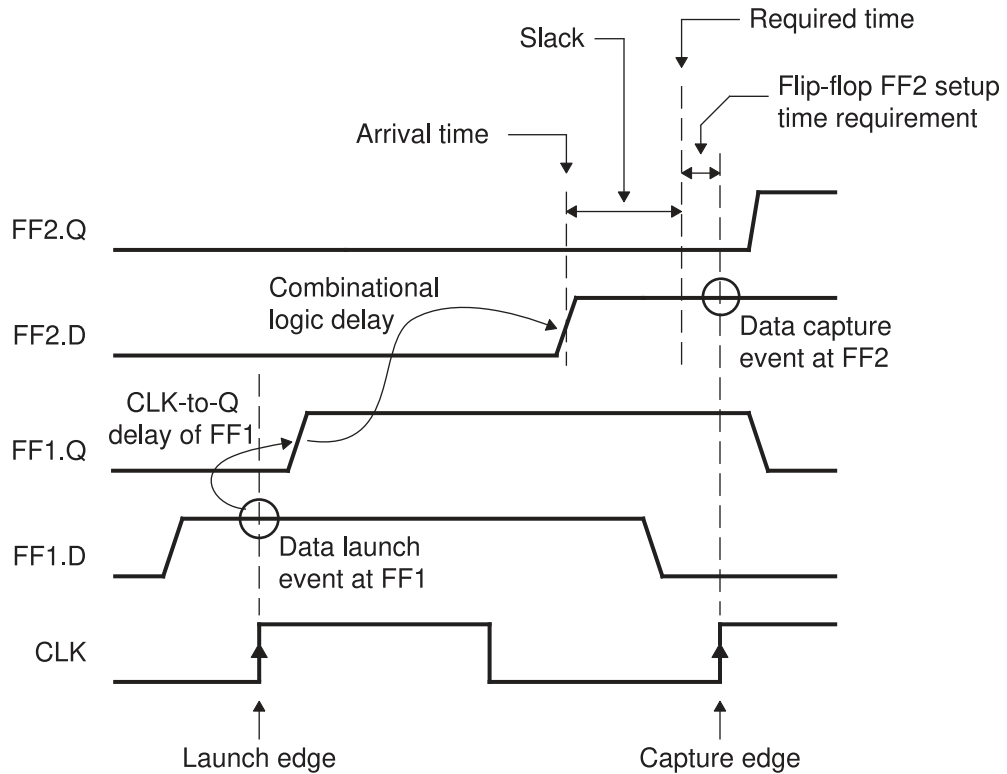 Required time
Slack
Flip-flop FF2 setup
time requirement
Arrival time
FF2.Q
Combinational
logic delay
FF2.D
Data capture
event at FF2
CLK-to-Q
delay of FF1
FF1.Q
Data launch
event at FF1
FF1.D
CLK
Launch edge
Capture edge